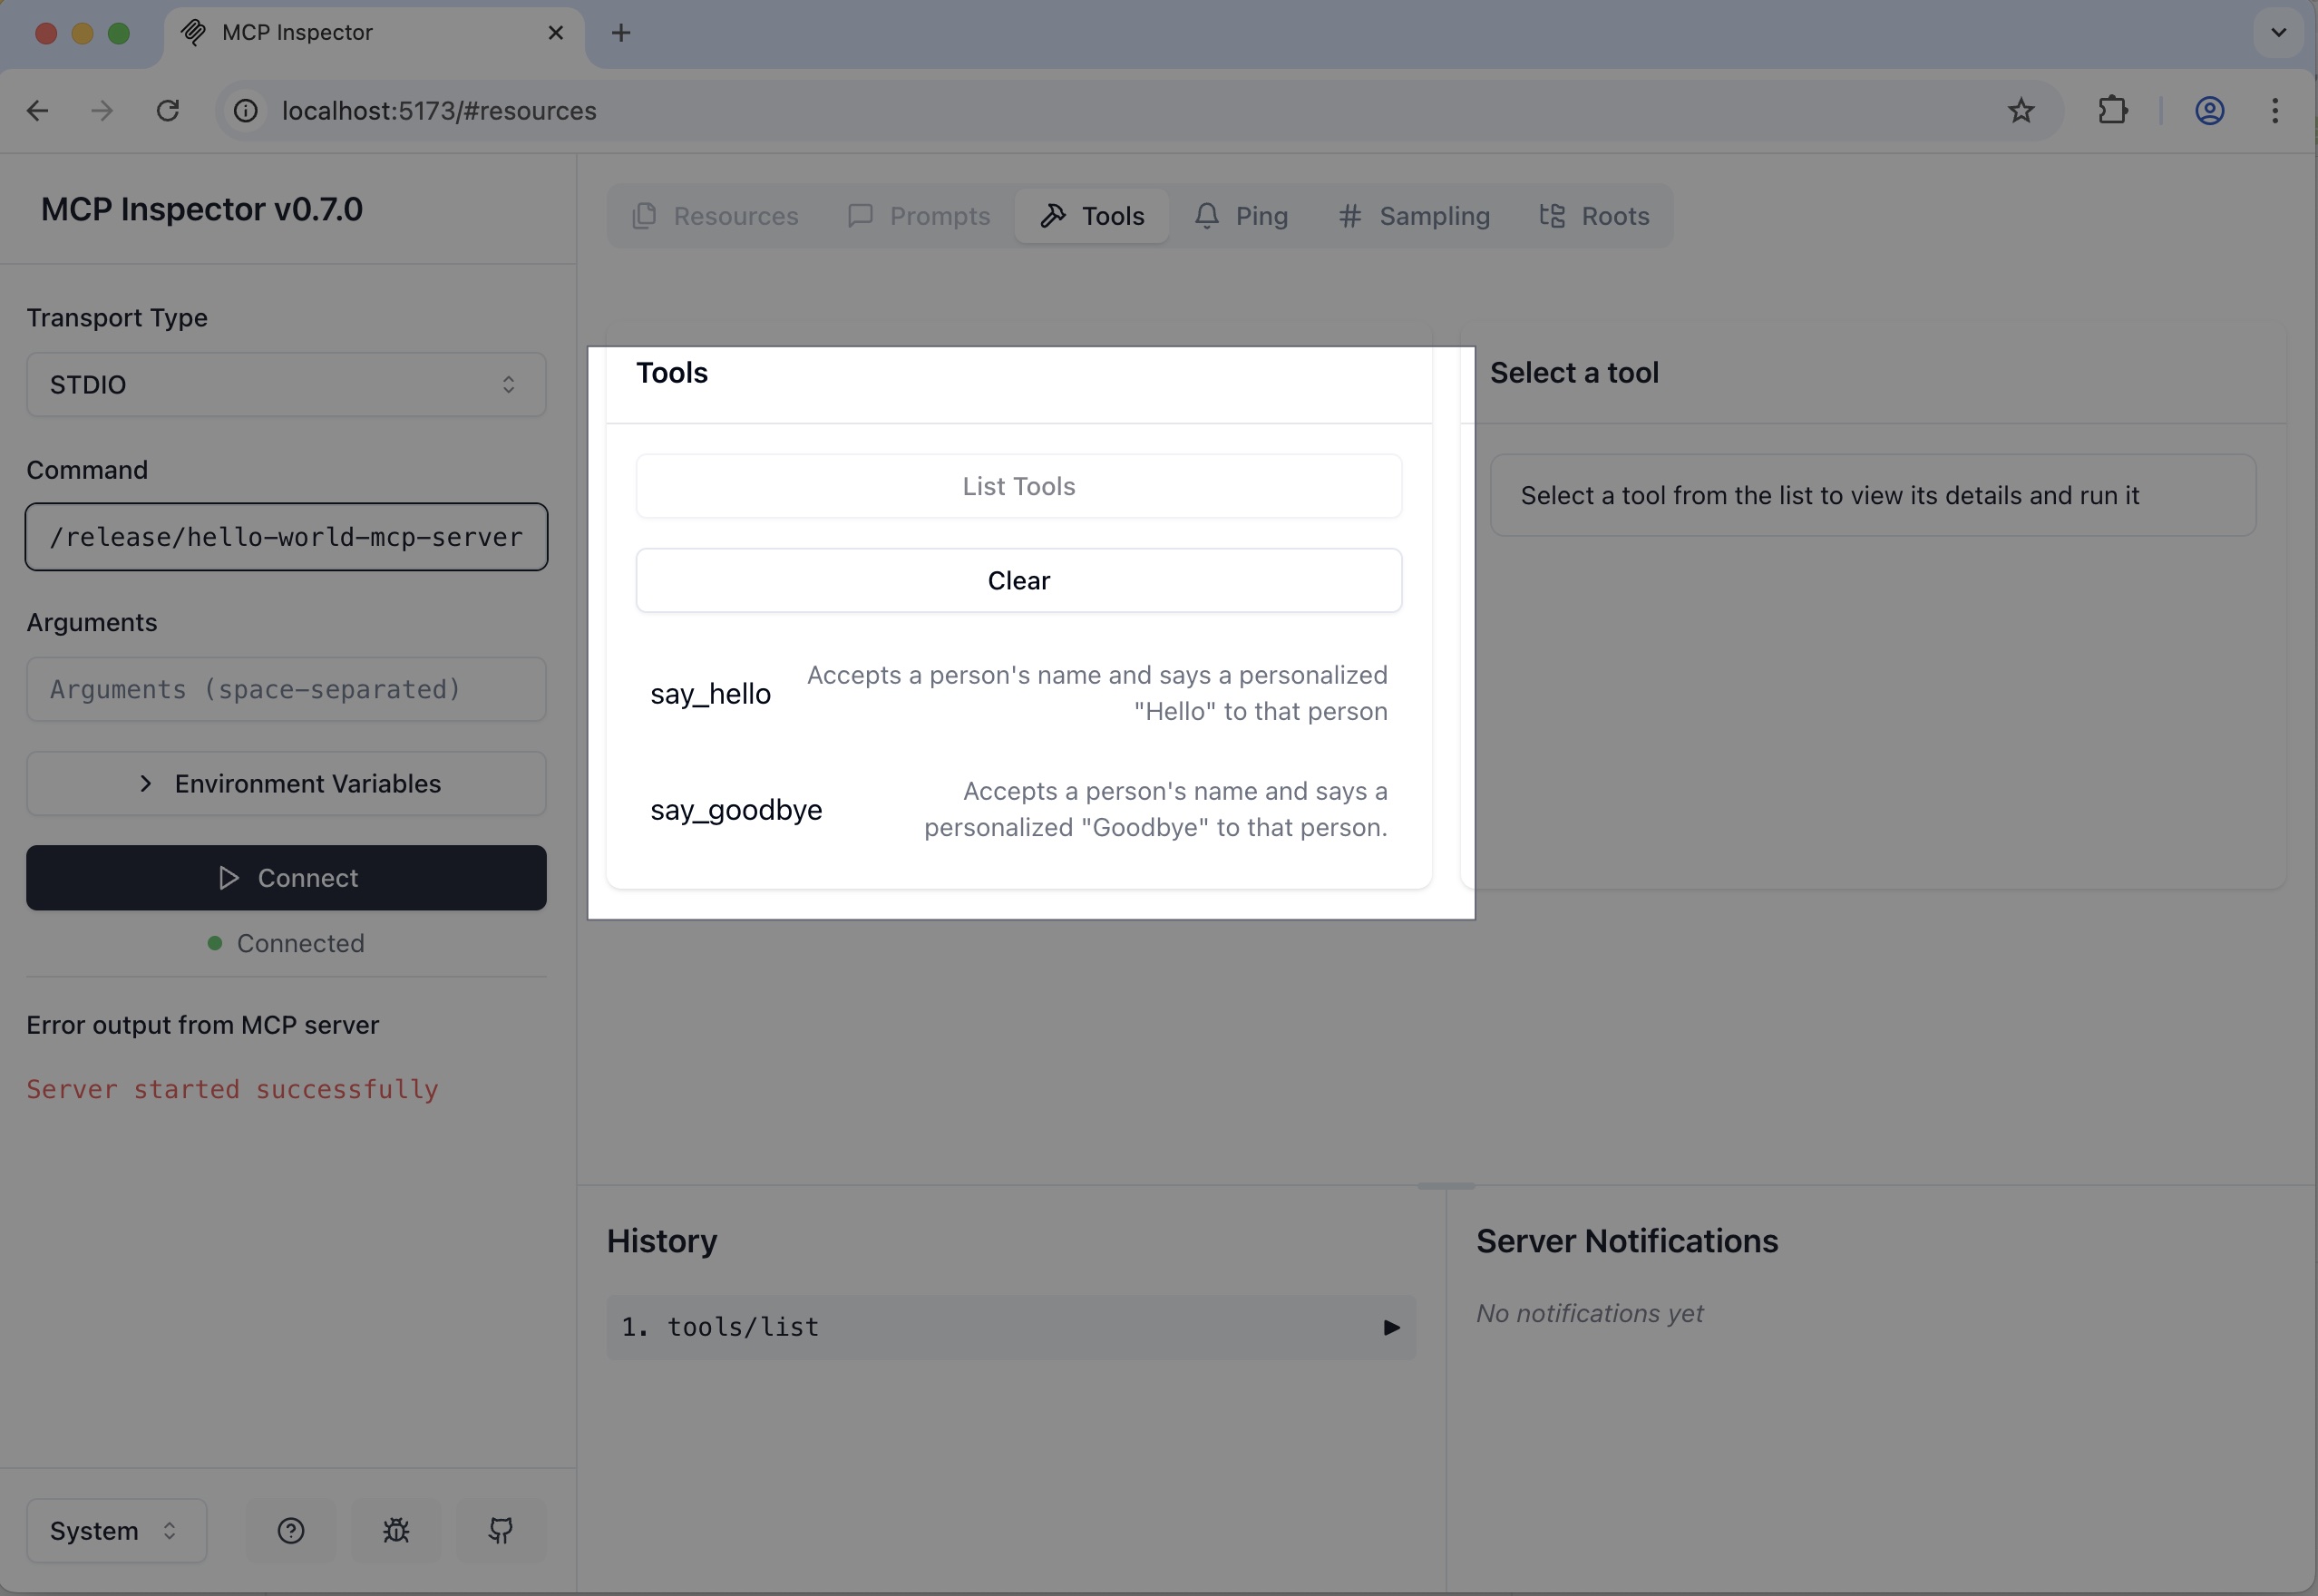 MCP Inspector
localhost:5173/#resources
MCP Inspector v0.7.0
Transport Type
STDIO
Command
/release/hello-world-mcp-server
Arguments
Arguments (space-separated)
Environment Variables
Connect
Connected
Error output from MCP server
Server started successfully
System
Resources
Prompts
Tools
Ping
Sampling
Roots
Tools
List Tools
Clear
say_hello
Accepts a person's name and says a personalized
"Hello" to that person
say_goodbye
Accepts a person's name and says a
personalized "Goodbye" to that person.
Select a tool
Select a tool from the list to view its details and run it
History
1. tools/list
Server Notifications
No notifications yet